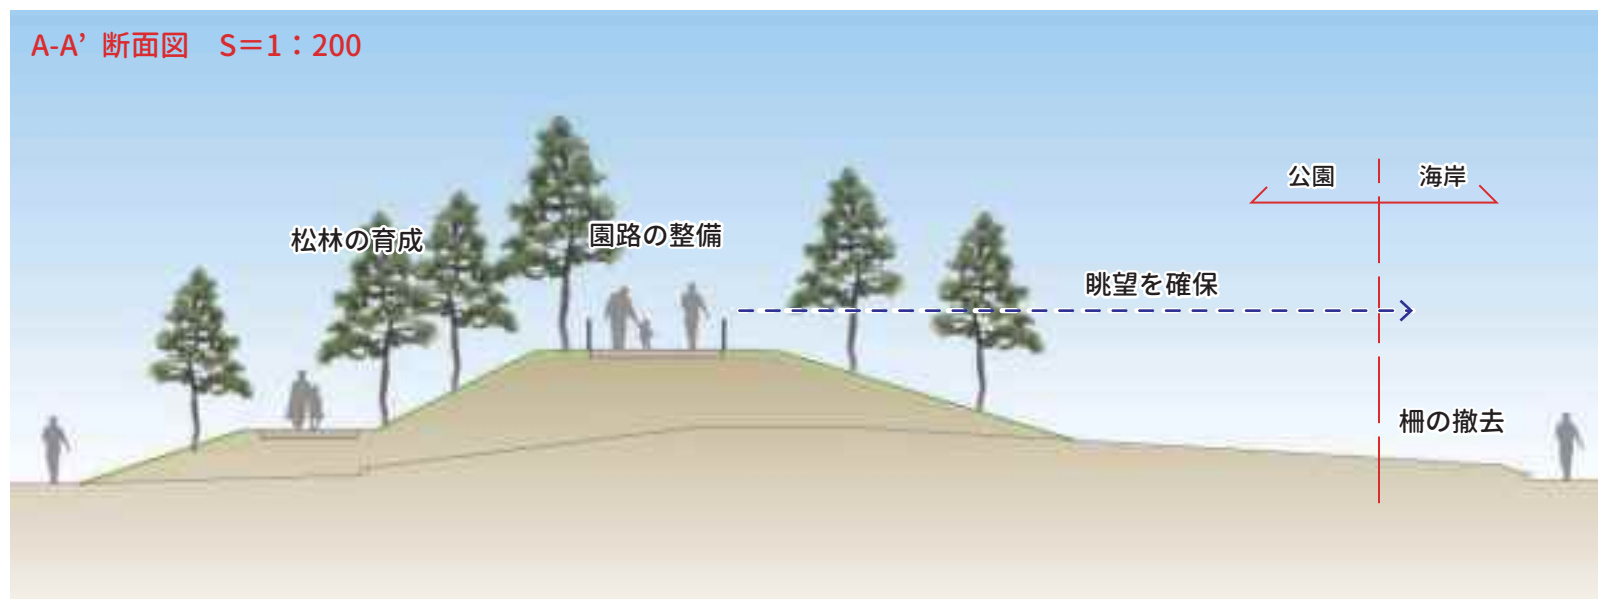 A-A’ 断面図　S＝1：200
公園
海岸
松林の育成
園路の整備
眺望を確保
柵の撤去